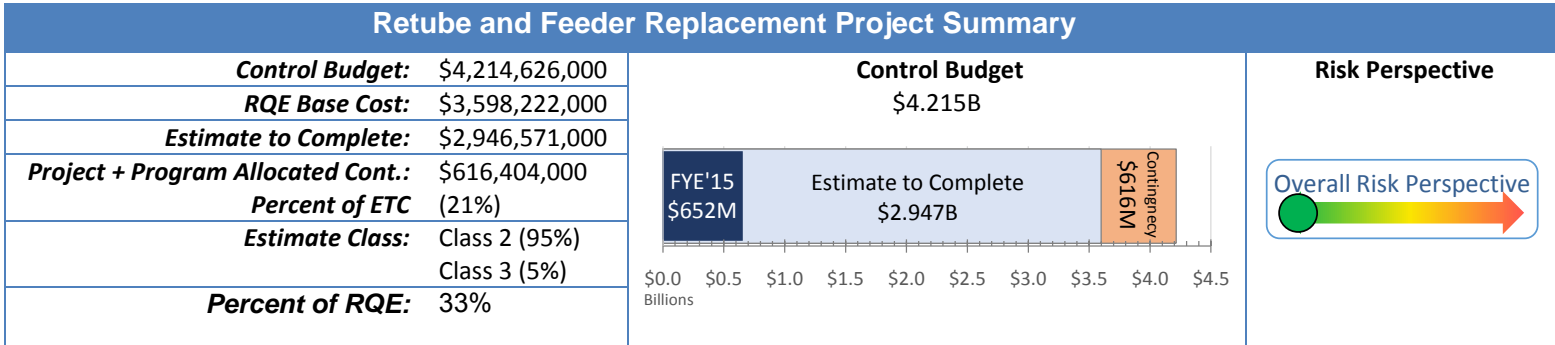 Retube and Feeder Replacement Project Summary
Control Budget: $4,214,626,000
RQE Base Cost: $3,598,222,000
Estimate to Complete: $2,946,571,000
Project + Program Allocated Cont.: $616,404,000
Percent of ETC (21%)
Estimate Class: Class 2 (95%)
Class 3 (5%)
Percent of RQE: 33%
Control Budget
$4.215B
FYE'15
$652M
Estimate to Complete
$2.947B
Contingnecy
$616M
$0.0 $0.5 $1.0 $1.5 $2.0 $2.5 $3.0 $3.5 $4.0 $4.5
Billions
Risk Perspective
Overall Risk Perspective